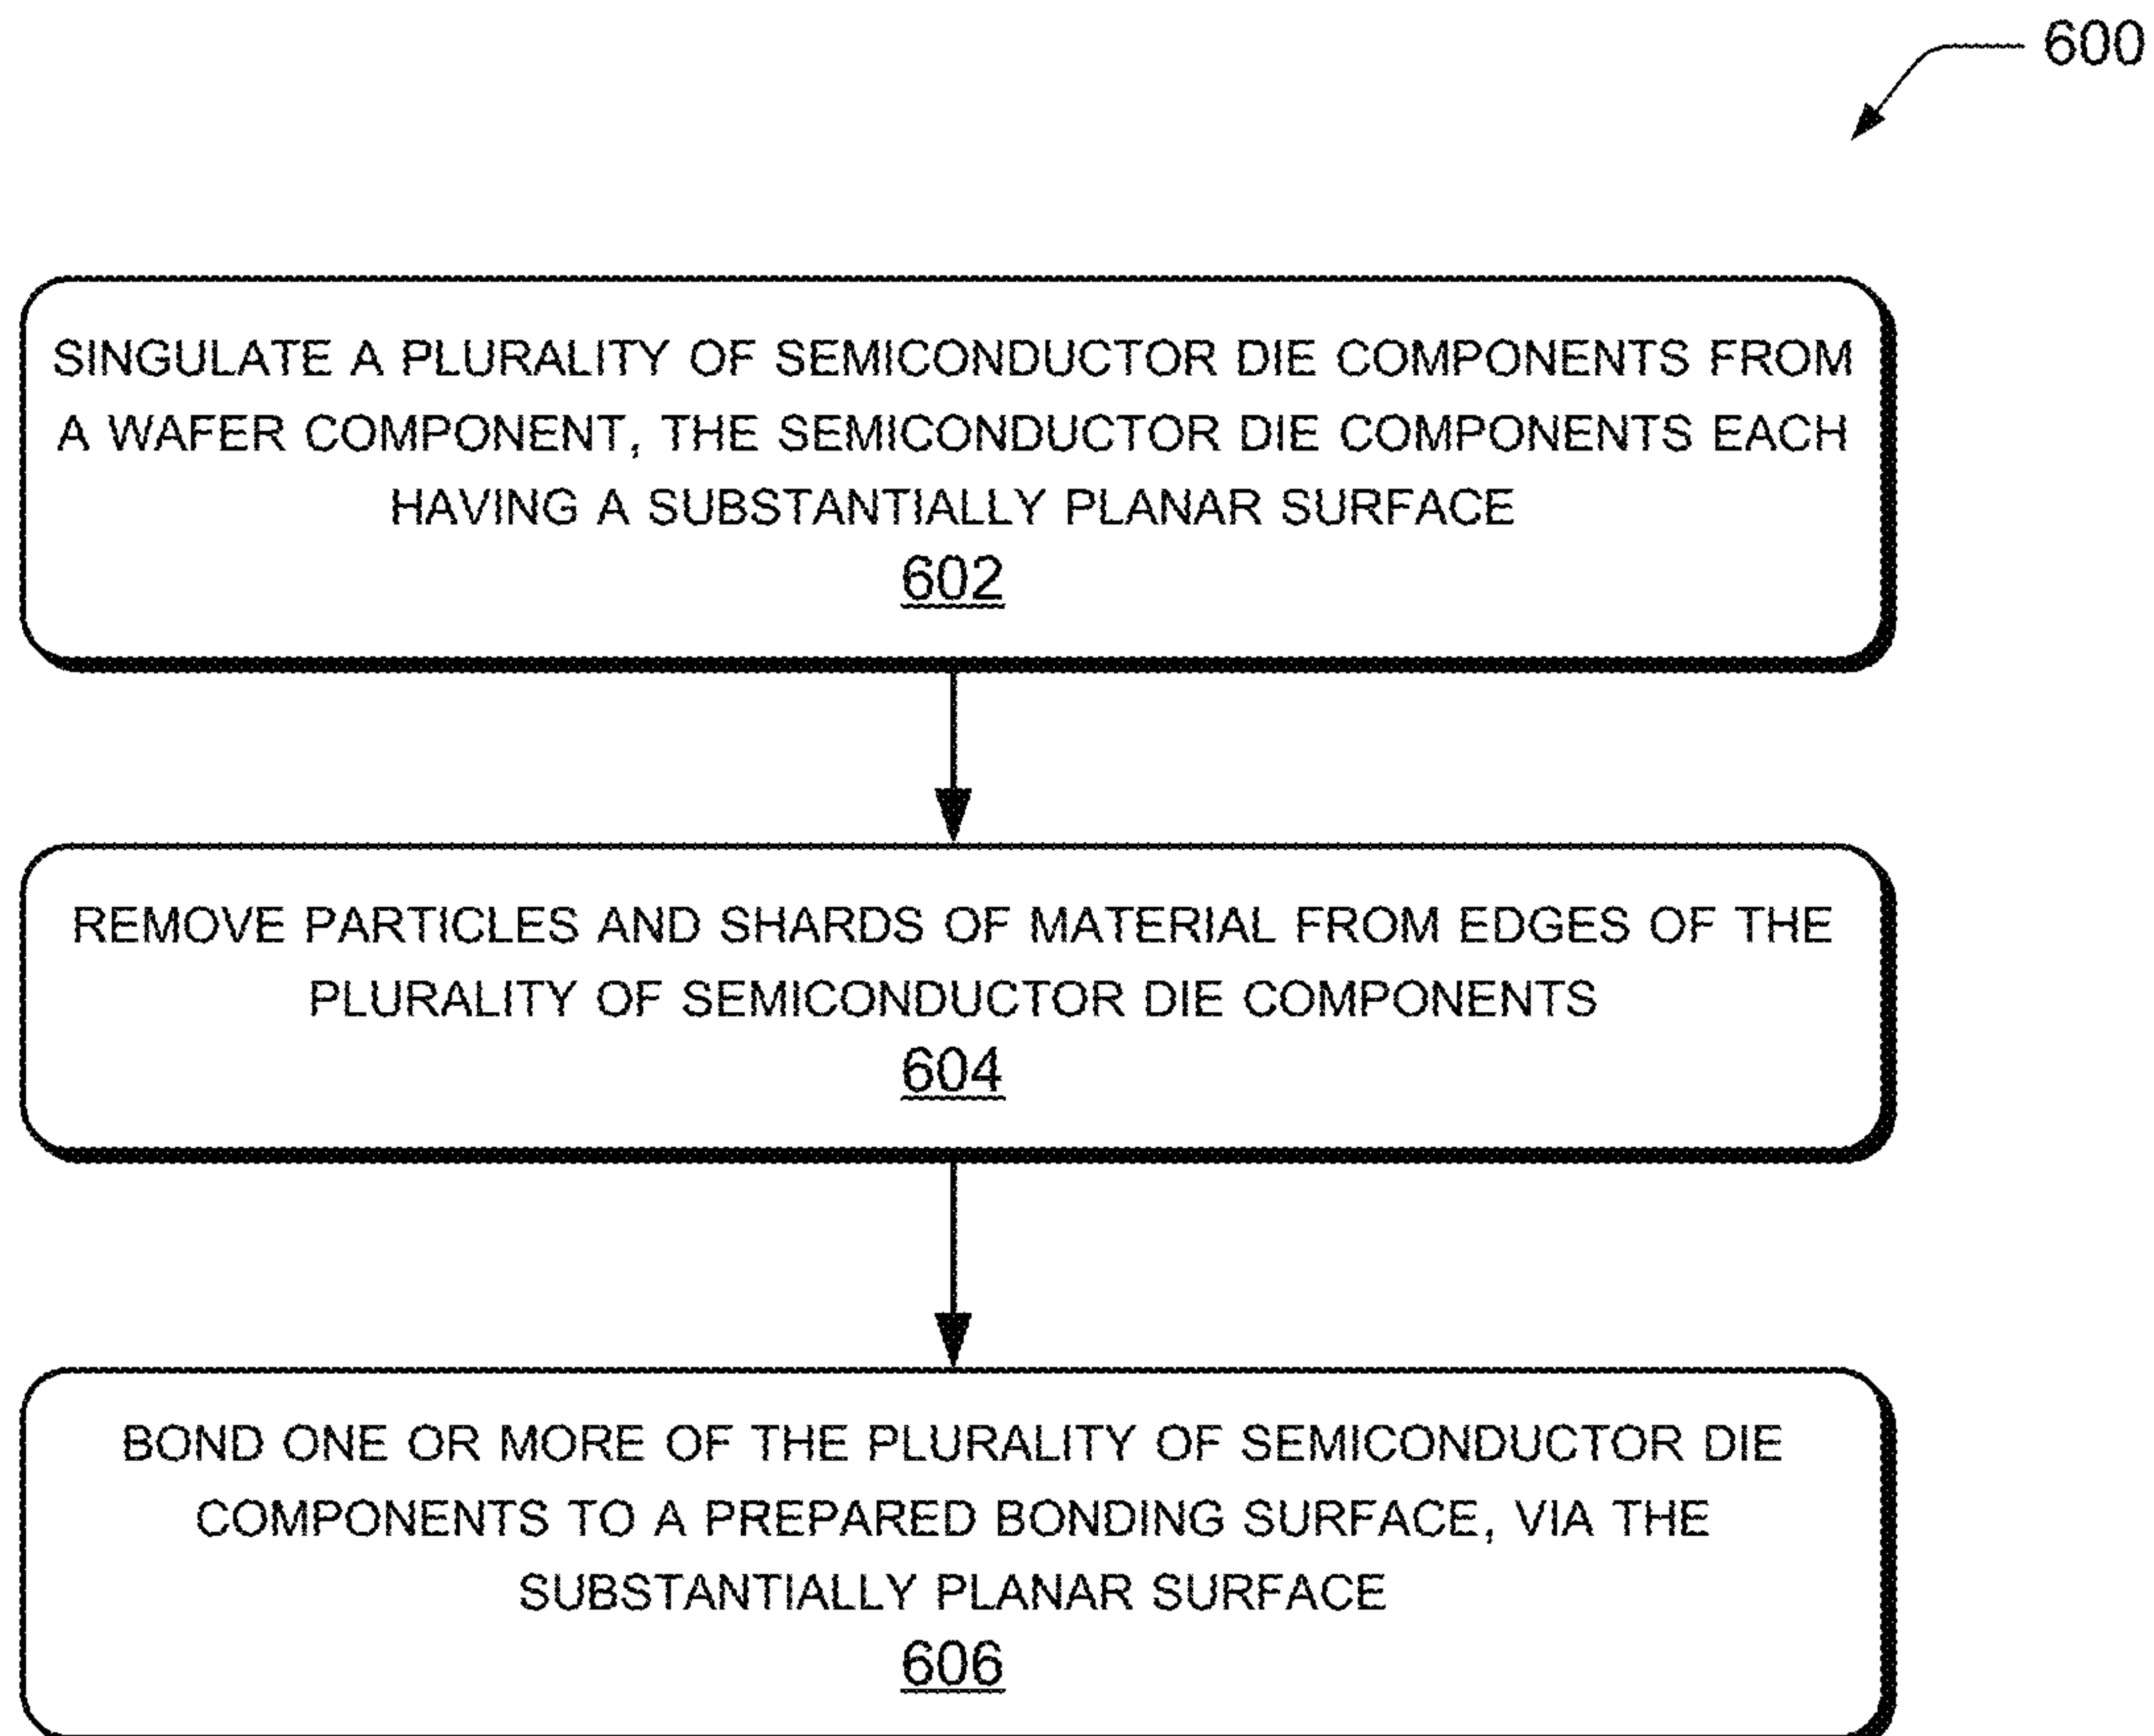 600
SINGULATE A PLURALITY OF SEMICONDUCTOR DIE COMPONENTS FROM
A WAFER COMPONENT, THE SEMICONDUCTOR DIE COMPONENTS EACH
HAVING A SUBSTANTIALLY PLANAR SURFACE
602
REMOVE PARTICLES AND SHARDS OF MATERIAL FROM EDGES OF THE
PLURALITY OF SEMICONDUCTOR DIE COMPONENTS
604
BOND ONE OR MORE OF THE PLURALITY OF SEMICONDUCTOR DIE
COMPONENTS TO A PREPARED BONDING SURFACE, VIA THE
SUBSTANTIALLY PLANAR SURFACE
606